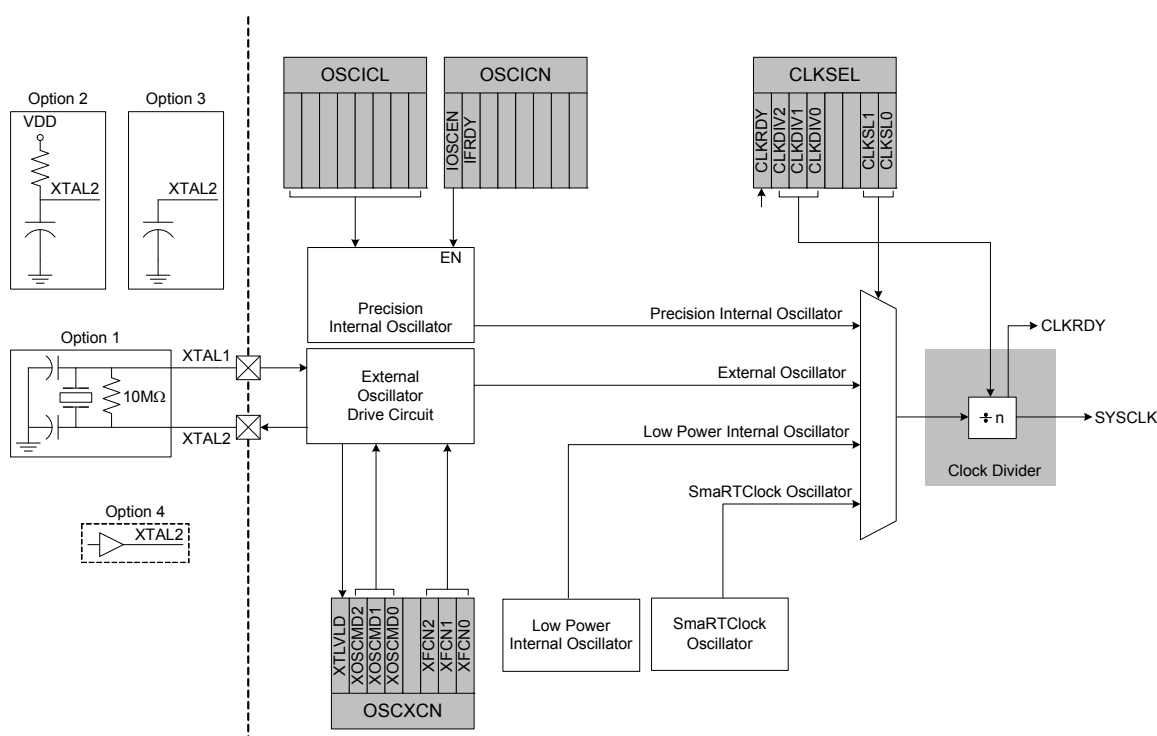 OSCICL
OSCICN
CLKSEL
IOSCEN
IFRDY
CLKRDY
CLKDIV2
CLKDIV1
CLKDIV0
CLKSL1
CLKSL0
Option 2
VDD
XTAL2
Option 3
XTAL2
EN
Precision
Internal Oscillator
Precision Internal Oscillator
CLKRDY
Option 1
XTAL1
10MΩ
XTAL2
External
Oscillator
Drive Circuit
External Oscillator
÷ n
SYSCLK
Low Power Internal Oscillator
Clock Divider
SmaRTClock Oscillator
Option 4
XTAL2
XTLVLD
XOSCMD2
XOSCMD1
XOSCMD0
XFCN2
XFCN1
XFCN0
OSCXCN
Low Power
Internal Oscillator
SmaRTClock
Oscillator